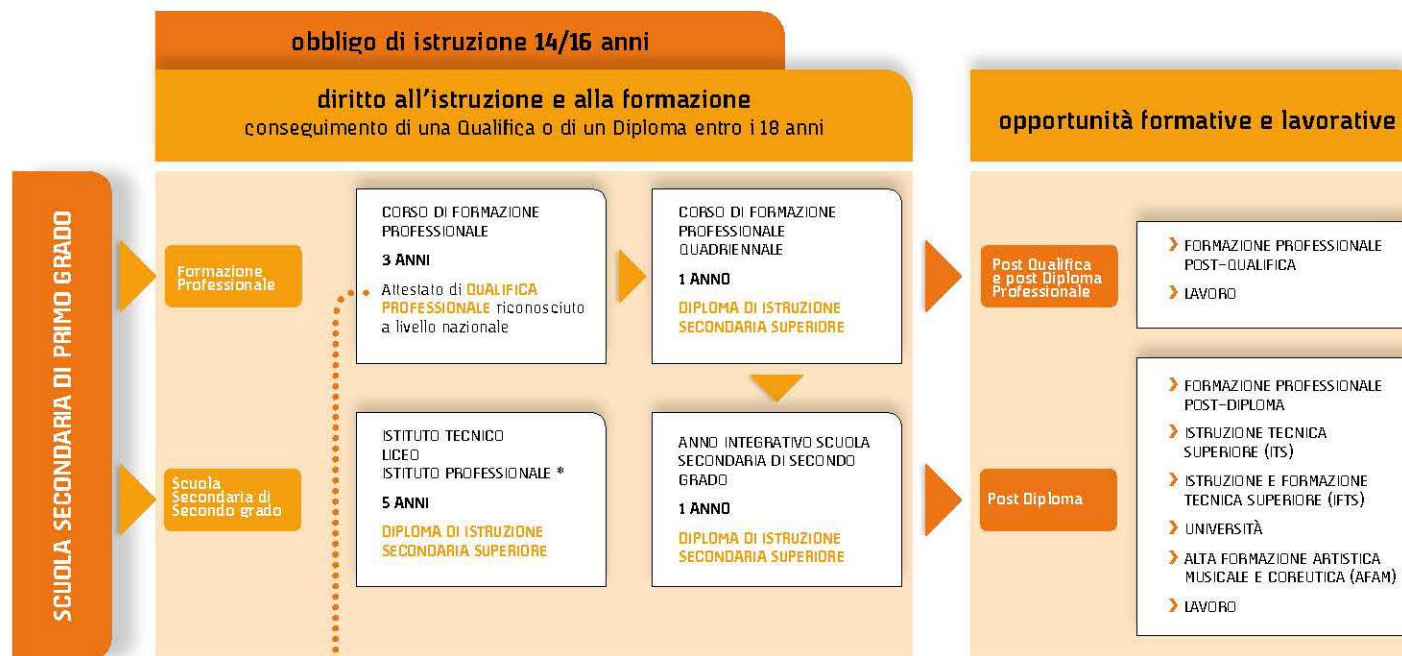 obbligo di istruzione 14/16 anni
diritto all'istruzione e alla formazione
conseguimento di una Qualifica o di un Diploma entro i 18 anni
opportunità formative e lavorative
SCUOLA SECONDARIA DI PRIMO GRADO
Formazione
Professionale
CORSO DI FORMAZIONE
PROFESSIONALE
3 ANNI
Attestato di QUALIFICA
PROFESSIONALE riconosciuto
a livello nazionale
CORSO DI FORMAZIONE
PROFESSIONALE
QUADRIENNALE
1 ANNO
DIPLOMA DI ISTRUZIONE
SECONDARIA SUPERIORE
Post Qualifica
e post Diploma
Professionale
FORMAZIONE PROFESSIONALE
POST-QUALIFICA
LAVORO
Scuola
Secondaria di
Secondo grado
ISTITUTO TECNICO
LICEO
ISTITUTO PROFESSIONALE *
5 ANNI
DIPLOMA DI ISTRUZIONE
SECONDARIA SUPERIORE
ANNO INTEGRATIVO SCUOLA
SECONDARIA DI SECONDO
GRADO
1 ANNO
DIPLOMA DI ISTRUZIONE
SECONDARIA SUPERIORE
Post Diploma
FORMAZIONE PROFESSIONALE
POST-DIPLOMA
ISTRUZIONE TECNICA
SUPERIORE (ITS)
ISTRUZIONE E FORMAZIONE
TECNICA SUPERIORE (IFTS)
UNIVERSITÀ
ALTA FORMAZIONE ARTISTICA
MUSICALE E COREUTICA (AFAM)
LAVORO